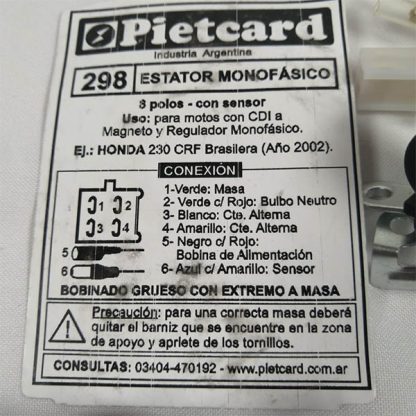 Pietcard
Industria Argentina
298 ESTATOR MONOFÁSICO
8 polos - con sensor
Uso: para motos con CDI a
Magneto y Regulador Monofásico.
Ej.: HONDA 230 CRF Brasilera (Año 2002).
CONEXIÓN
1 2
3 4
5
6
1-Verde: Masa
2- Verde c/ Rojo: Bulbo Neutro
3- Blanco: Cte. Alterna
4- Amarillo: Cte. Alterna
5- Negro c/ Rojo:
Bobina de Alimentación
6- Azul c/ Amarillo: Sensor
BOBINADO GRUESO CON EXTREMO A MASA
Precaución: para una correcta masa deberá
quitar el barniz que se encuentre en la zona
de apoyo y apriete de los tornillos.
CONSULTAS: 03404-470192 - www.pietcard.com.ar